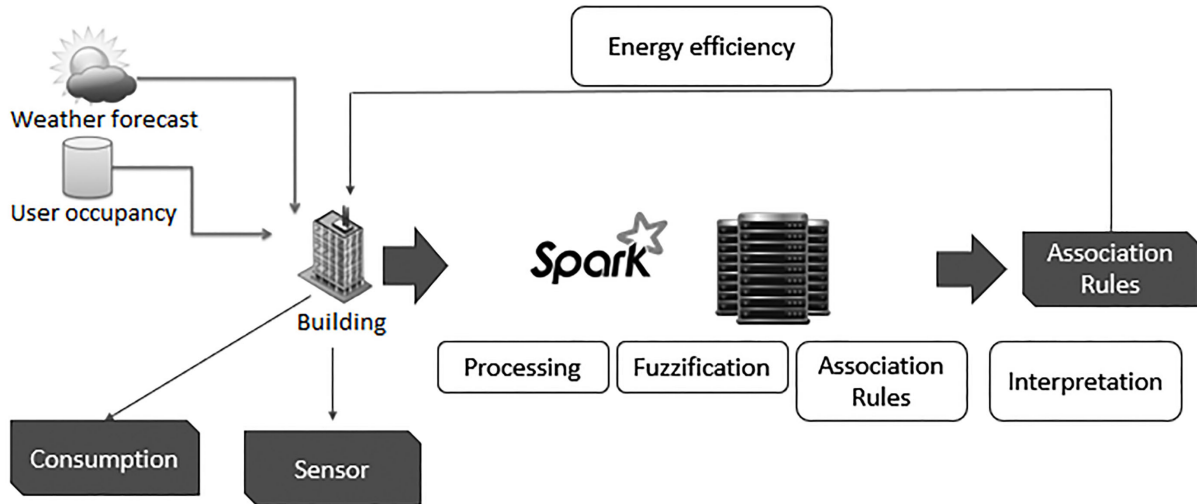 Energy efficiency
Weather forecast
User occupancy
Building
Spark
Association
Rules
Processing
Fuzzification
Association
Rules
Interpretation
Consumption
Sensor